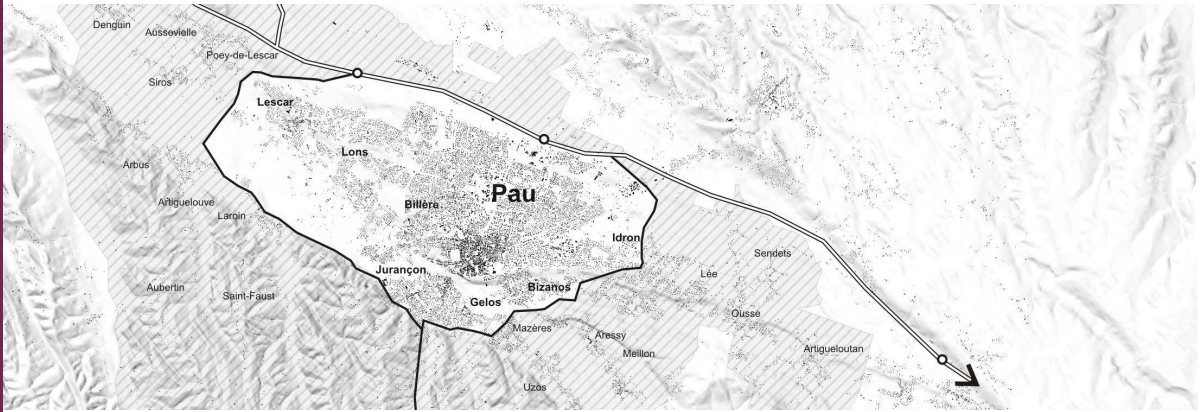 Denguin
Aussevielle
Poey-de-Lescar
Siros
Lescar
Lons
Arbus
Pau
Artiguelouve
Billère
Laroin
Idron
Sendets
Jurançon
Lée
Aubertin
Saint-Faust
Bizanos
Gelos
Ousse
Mazères
Aressy
Meillon
Artigueloutan
Uzos